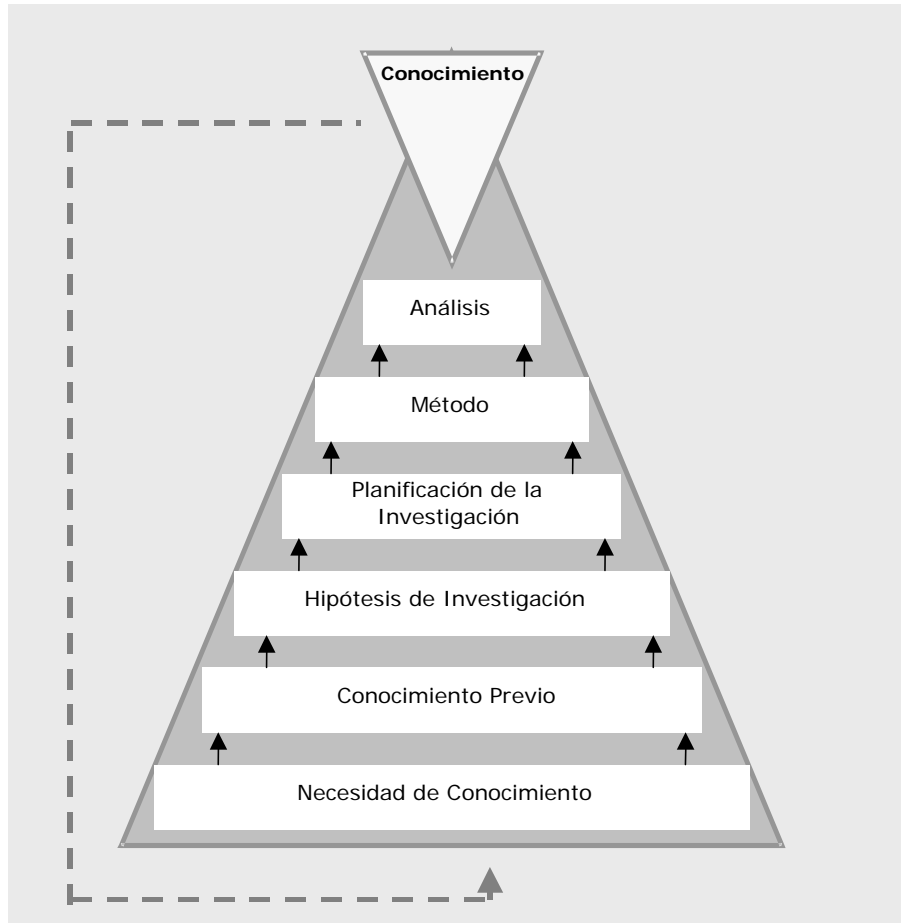 Conocimiento
Análisis
Método
Planificación de la
Investigación
Hipótesis de Investigación
Conocimiento Previo
Necesidad de Conocimiento